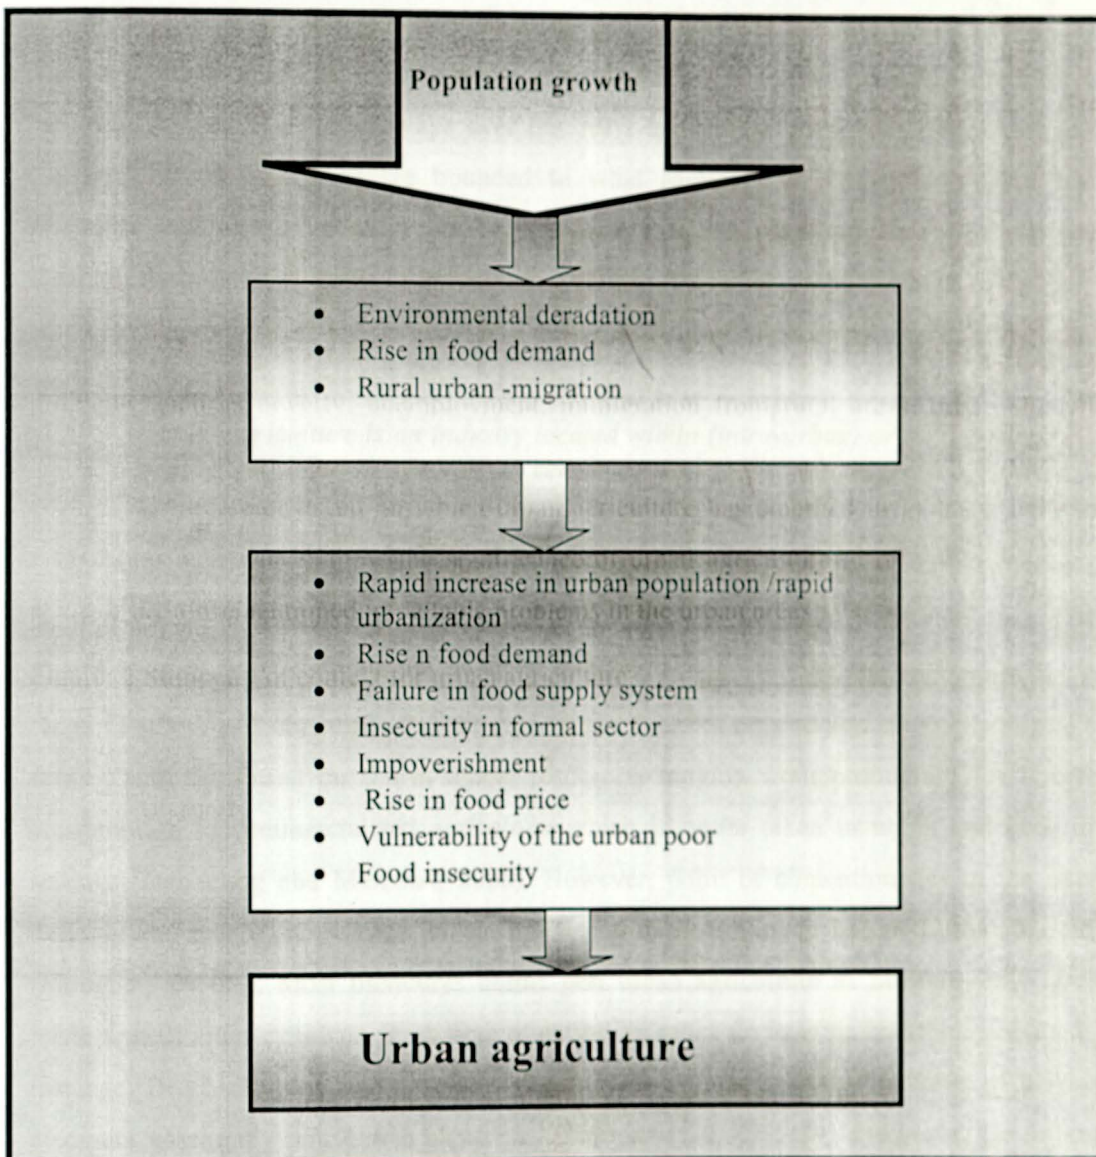 Population growth
• Environmental deradation
• Rise in food demand
• Rural urban -migration
• Rapid increase in urban population /rapid
urbanization
• Rise n food demand
• Failure in food supply system
• Insecurity in formal sector
• Impoverishment
• Rise in food price
• Vulnerability of the urban poor
• Food insecurity
Urban agriculture